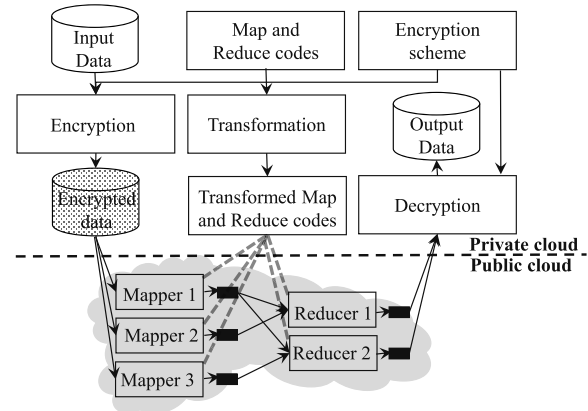 Input
Data
Map and
Reduce codes
Encryption
scheme
Encryption
Transformation
Output
Data
Encrypted
data
Transformed Map
and Reduce codes
Decryption
Private cloud
Public cloud
Mapper 1
Mapper 2
Mapper 3
Reducer 1
Reducer 2